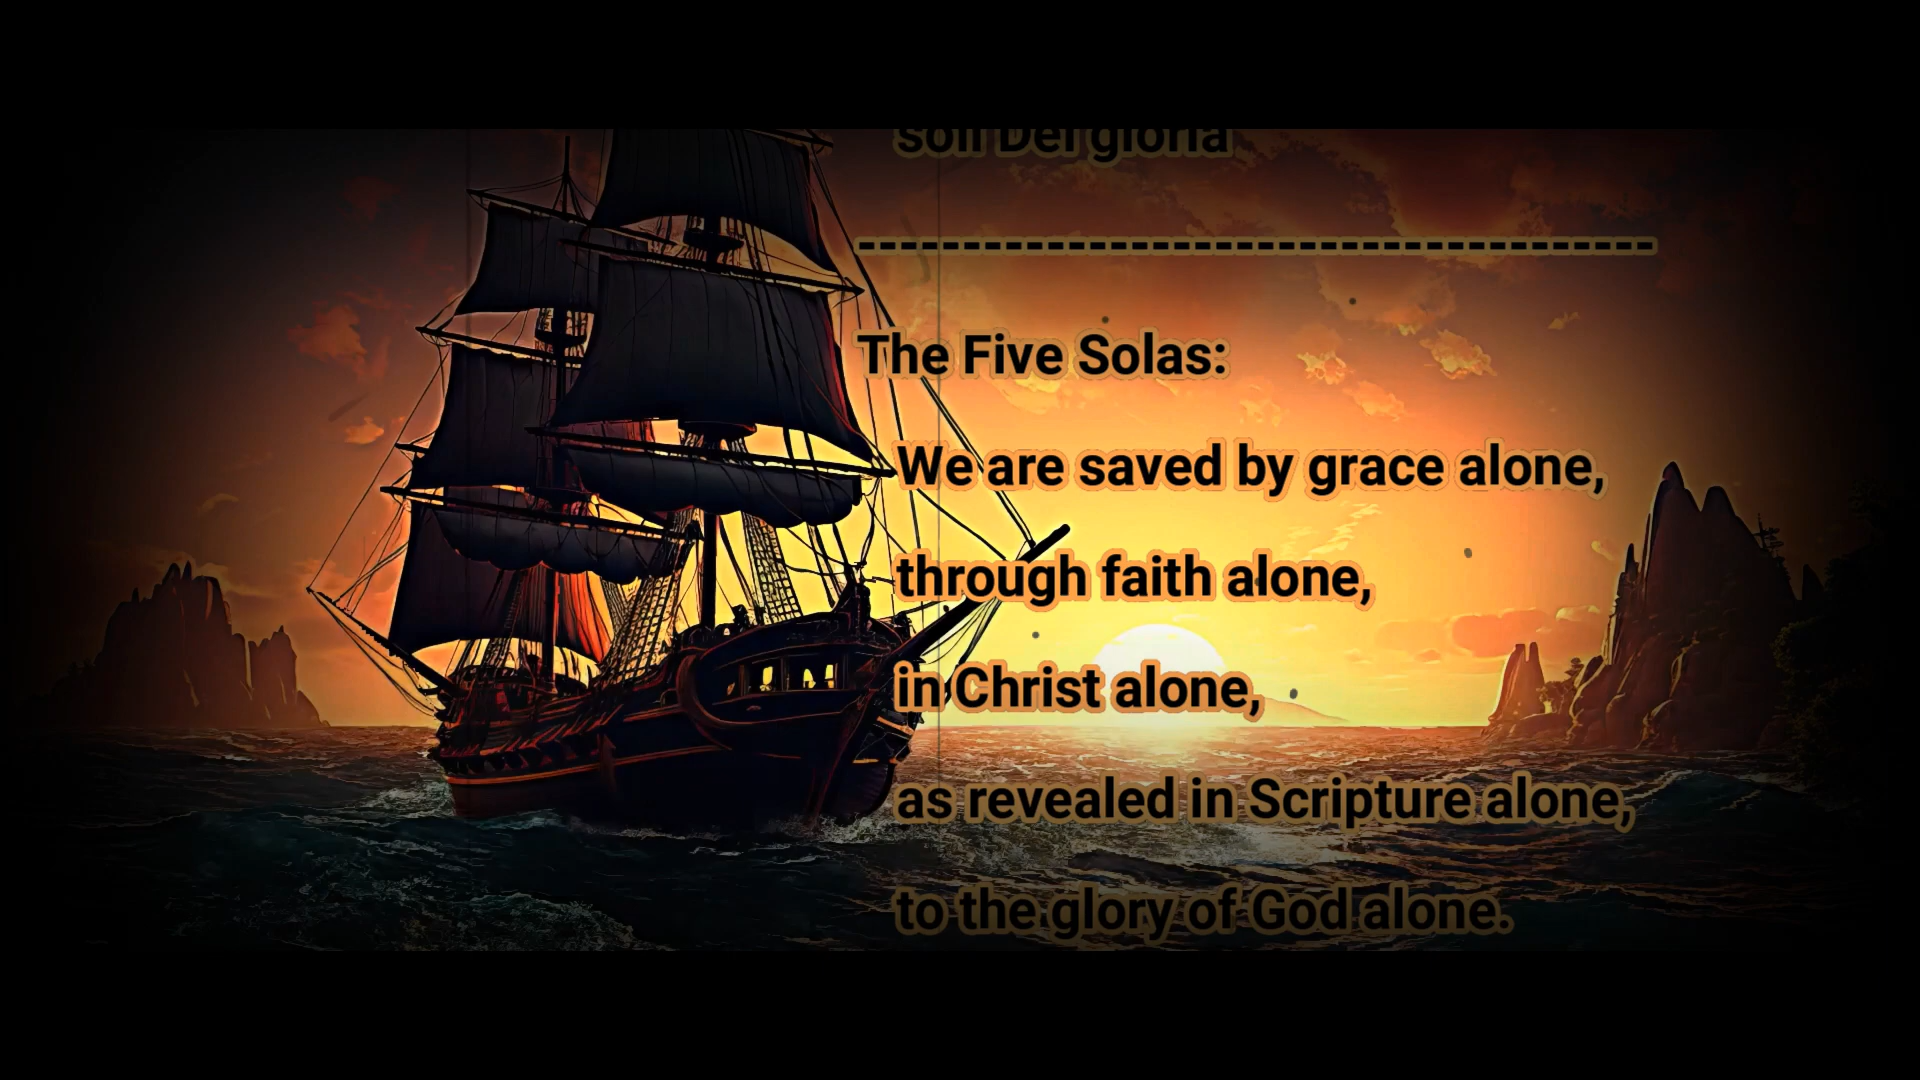 soli Dei gloria
--------------------------------------
The Five Solas:
We are saved by grace alone,
through faith alone,
in Christ alone,
as revealed in Scripture alone,
to the glory of God alone.